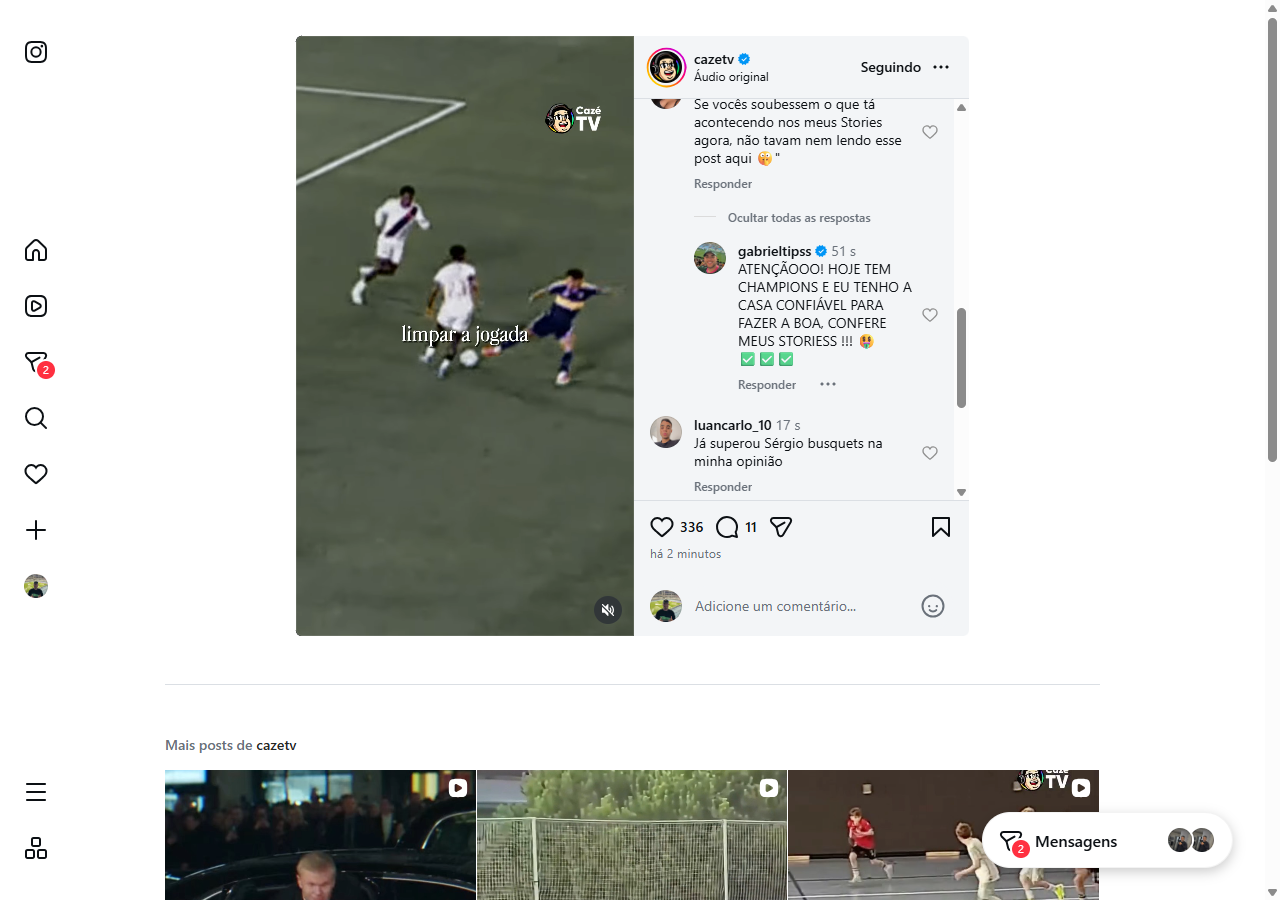 Cazé
TV
limpar a jogada
cazetv
Áudio original
Seguindo
Se vocês soubessem o que tá
acontecendo nos meus Stories
agora, não tavam nem lendo esse
post aqui 🫣 "
Responder
Ocultar todas as respostas
gabrieltipss 51 s
ATENÇÃOOO! HOJE TEM
CHAMPIONS E EU TENHO A
CASA CONFIÁVEL PARA
FAZER A BOA, CONFERE
MEUS STORIESS !!! 🤑
✅ ✅ ✅
Responder
luancarlo_10 17 s
Já superou Sérgio busquets na
minha opinião
Responder
336
11
há 2 minutos
Adicione um comentário...
2
Mais posts de cazetv
Cazé
TV
2
Mensagens